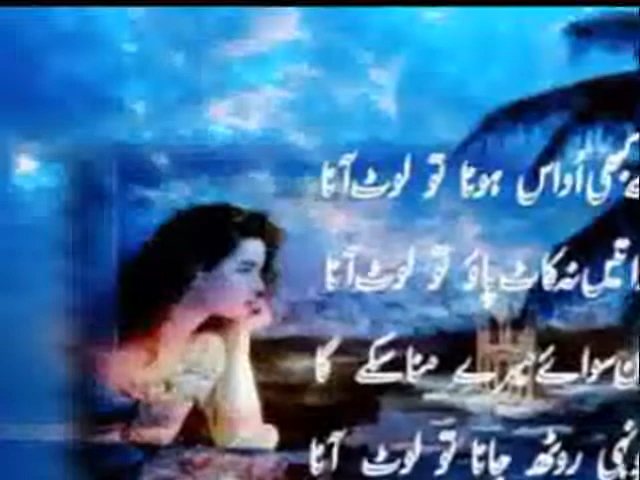 کبھی اُداس ہونا تو لوٹ آنا
نہ کاٹ پاؤ تو لوٹ آنا
سوائے میرے منا سکے گا
روٹھ جانا تو لوٹ آنا